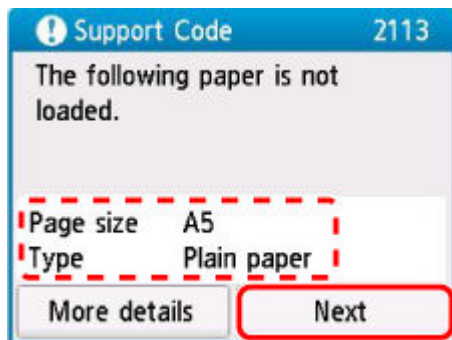 Support Code 2113
The following paper is not
loaded.
Page size A5
Type Plain paper
More details Next